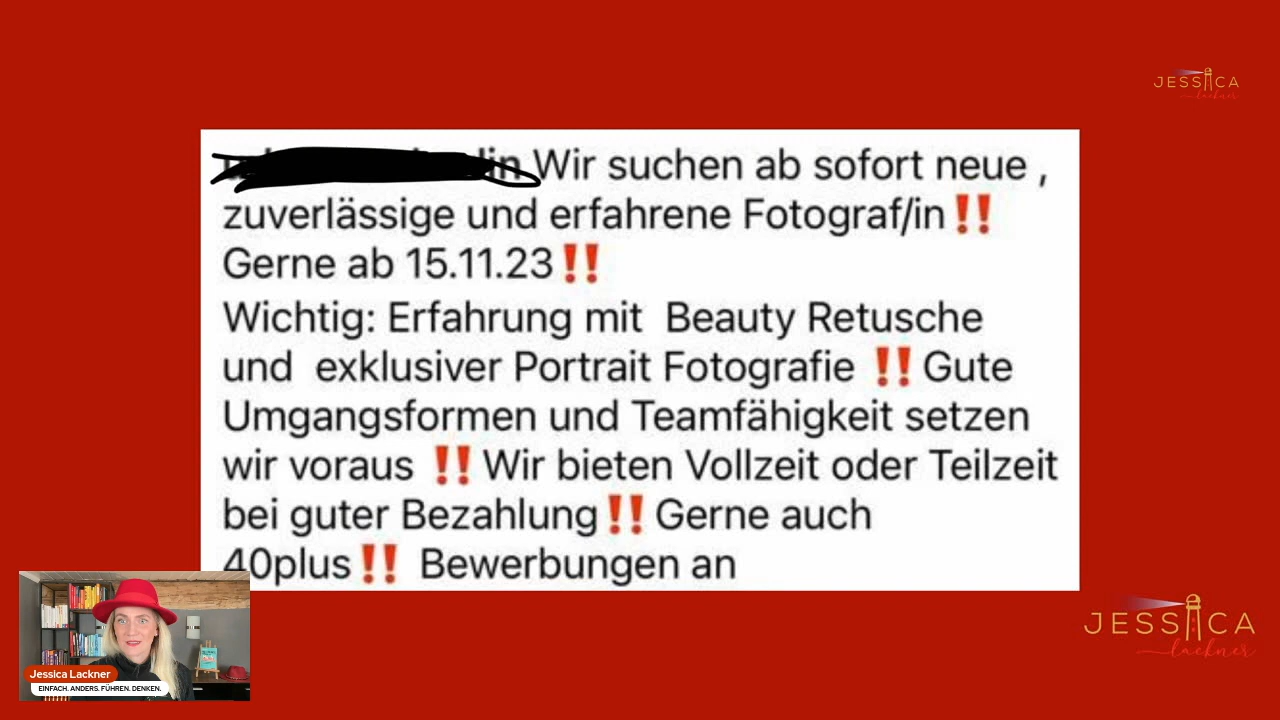 JESSICA
lackner
Wir suchen ab sofort neue ,
zuverlässige und erfahrene Fotograf/in‼️
Gerne ab 15.11.23‼️
Wichtig: Erfahrung mit  Beauty Retusche
und  exklusiver Portrait Fotografie ‼️Gute
Umgangsformen und Teamfähigkeit setzen
wir voraus ‼️Wir bieten Vollzeit oder Teilzeit
bei guter Bezahlung‼️Gerne auch
40plus‼️ Bewerbungen an
Jessica Lackner
EINFACH. ANDERS. FÜHREN. DENKEN.
JESSICA
lackner